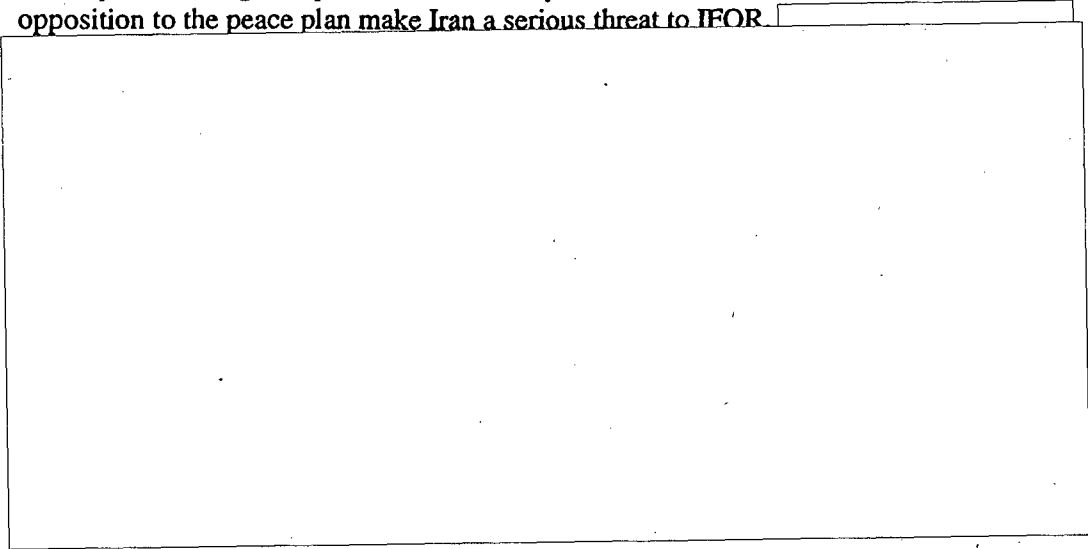 opposition to the peace plan make Iran a serious threat to IFOR.